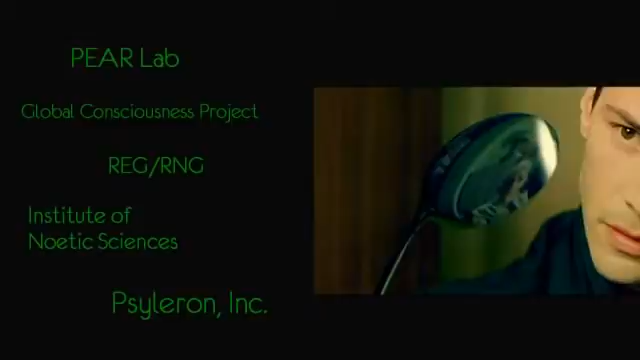 PEAR Lab
Global Consciousness Project
REG/RNG
Institute of
Noetic Sciences
Psyleron, Inc.